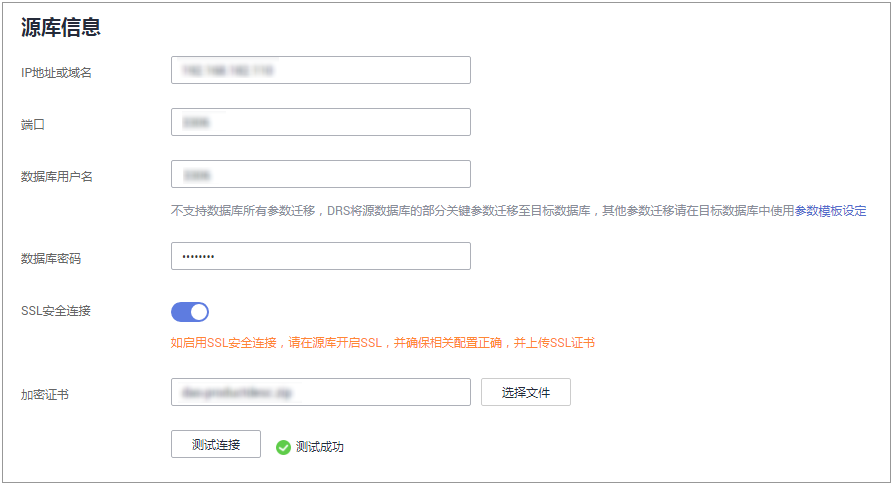 源库信息
IP地址或域名
端口
数据库用户名
不支持数据库所有参数迁移，DRS将源数据库的部分关键参数迁移至目标数据库，其他参数迁移请在目标数据库中使用参数模板设定
数据库密码 ••••••••
SSL安全连接
如启用SSL安全连接，请在源库开启SSL，并确保相关配置正确，并上传SSL证书
加密证书 选择文件
测试连接 测试成功